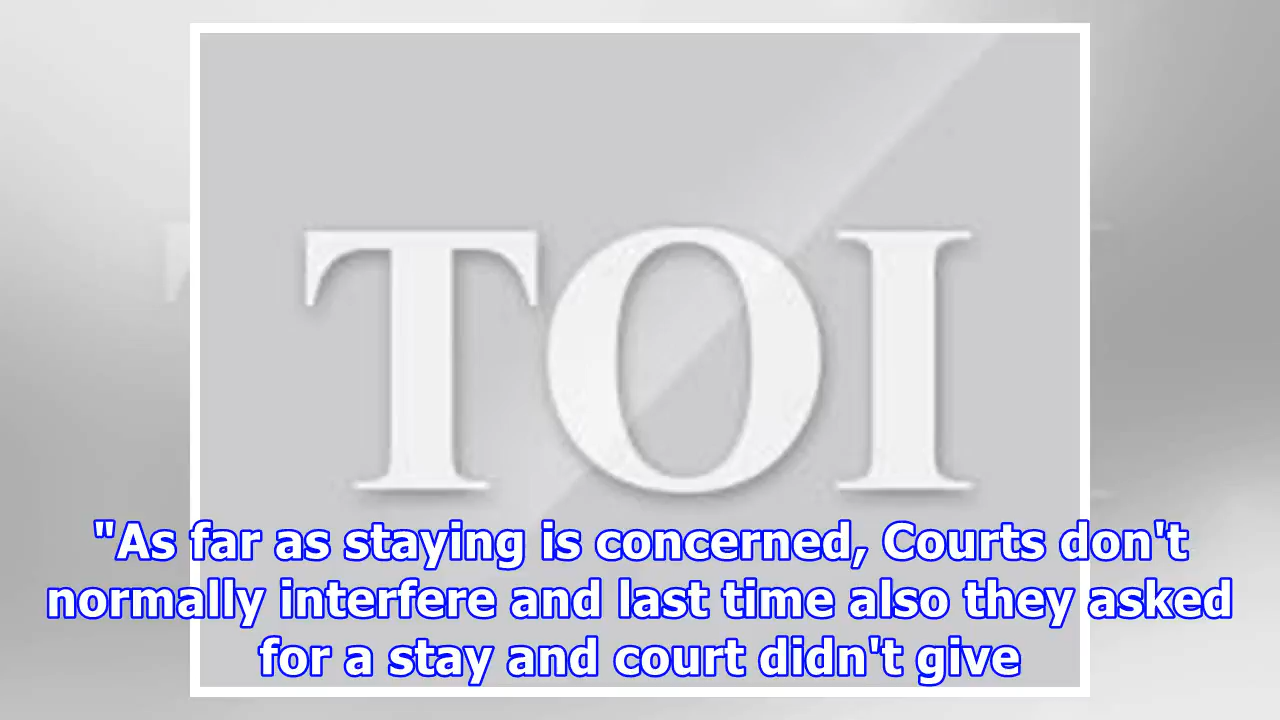 TOI
"As far as staying is concerned, Courts don't
normally interfere and last time also they asked
for a stay and court didn't give